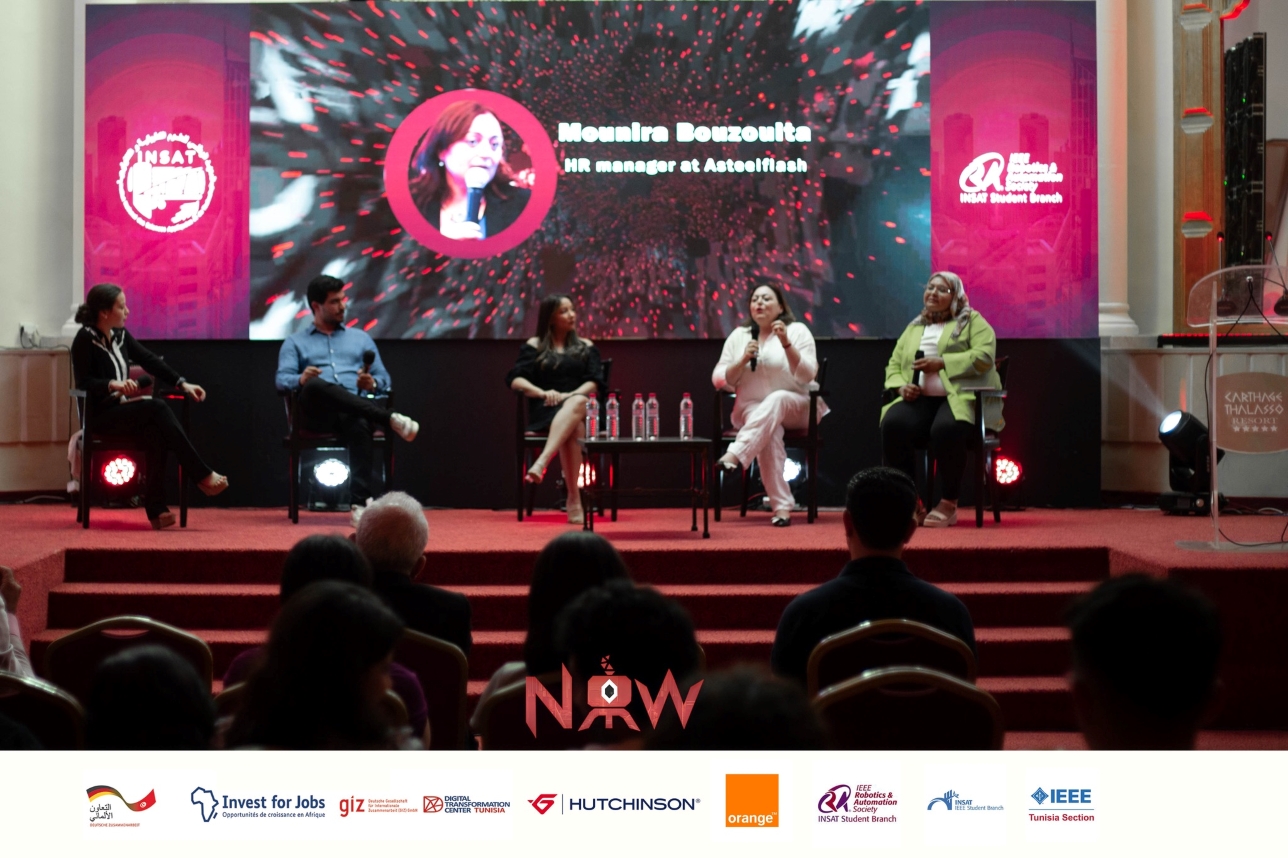 Mounira Bouzouita
HR manager at Asteelflash
INSAT
IEEE
Robotics &
Automation
Society
INSAT Student Branch
CARTHAGE
THALASSO
RESORT
NRW
التعاون
الألماني
DEUTSCHE ZUSAMMENARBEIT
Invest for Jobs
Opportunités de croissance en Afrique
giz
Deutsche Gesellschaft
für Internationale
Zusammenarbeit (GIZ) GmbH
DIGITAL
TRANSFORMATION
CENTER TUNISIA
HUTCHINSON®
orange™
IEEE
Robotics &
Automation
Society
INSAT Student Branch
INSAT
IEEE Student Branch
IEEE
Tunisia Section